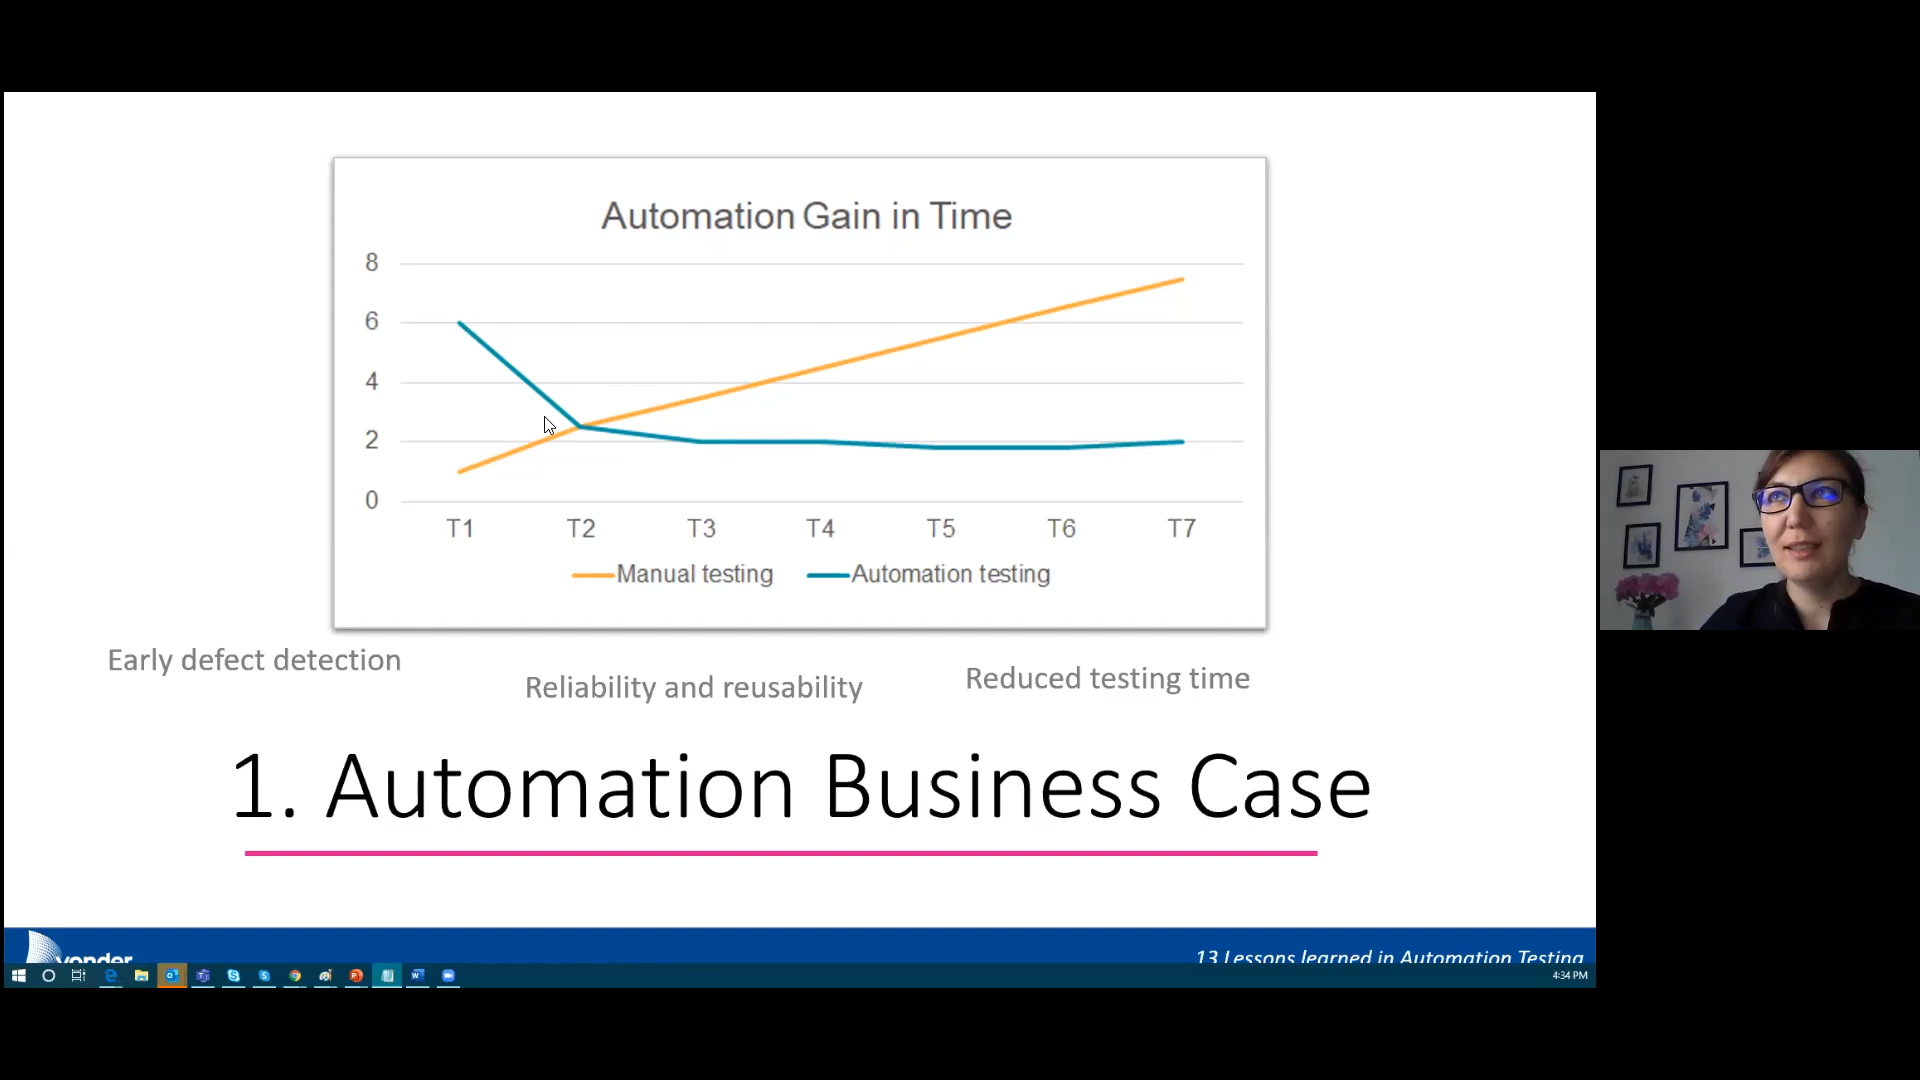 Automation Gain in Time
8
6
4
2
0
T1 T2 T3 T4 T5 T6 T7
Manual testing Automation testing
Early defect detection
Reliability and reusability
Reduced testing time
1. Automation Business Case
yonder
13 Lessons learned in Automation Testing
4:34 PM